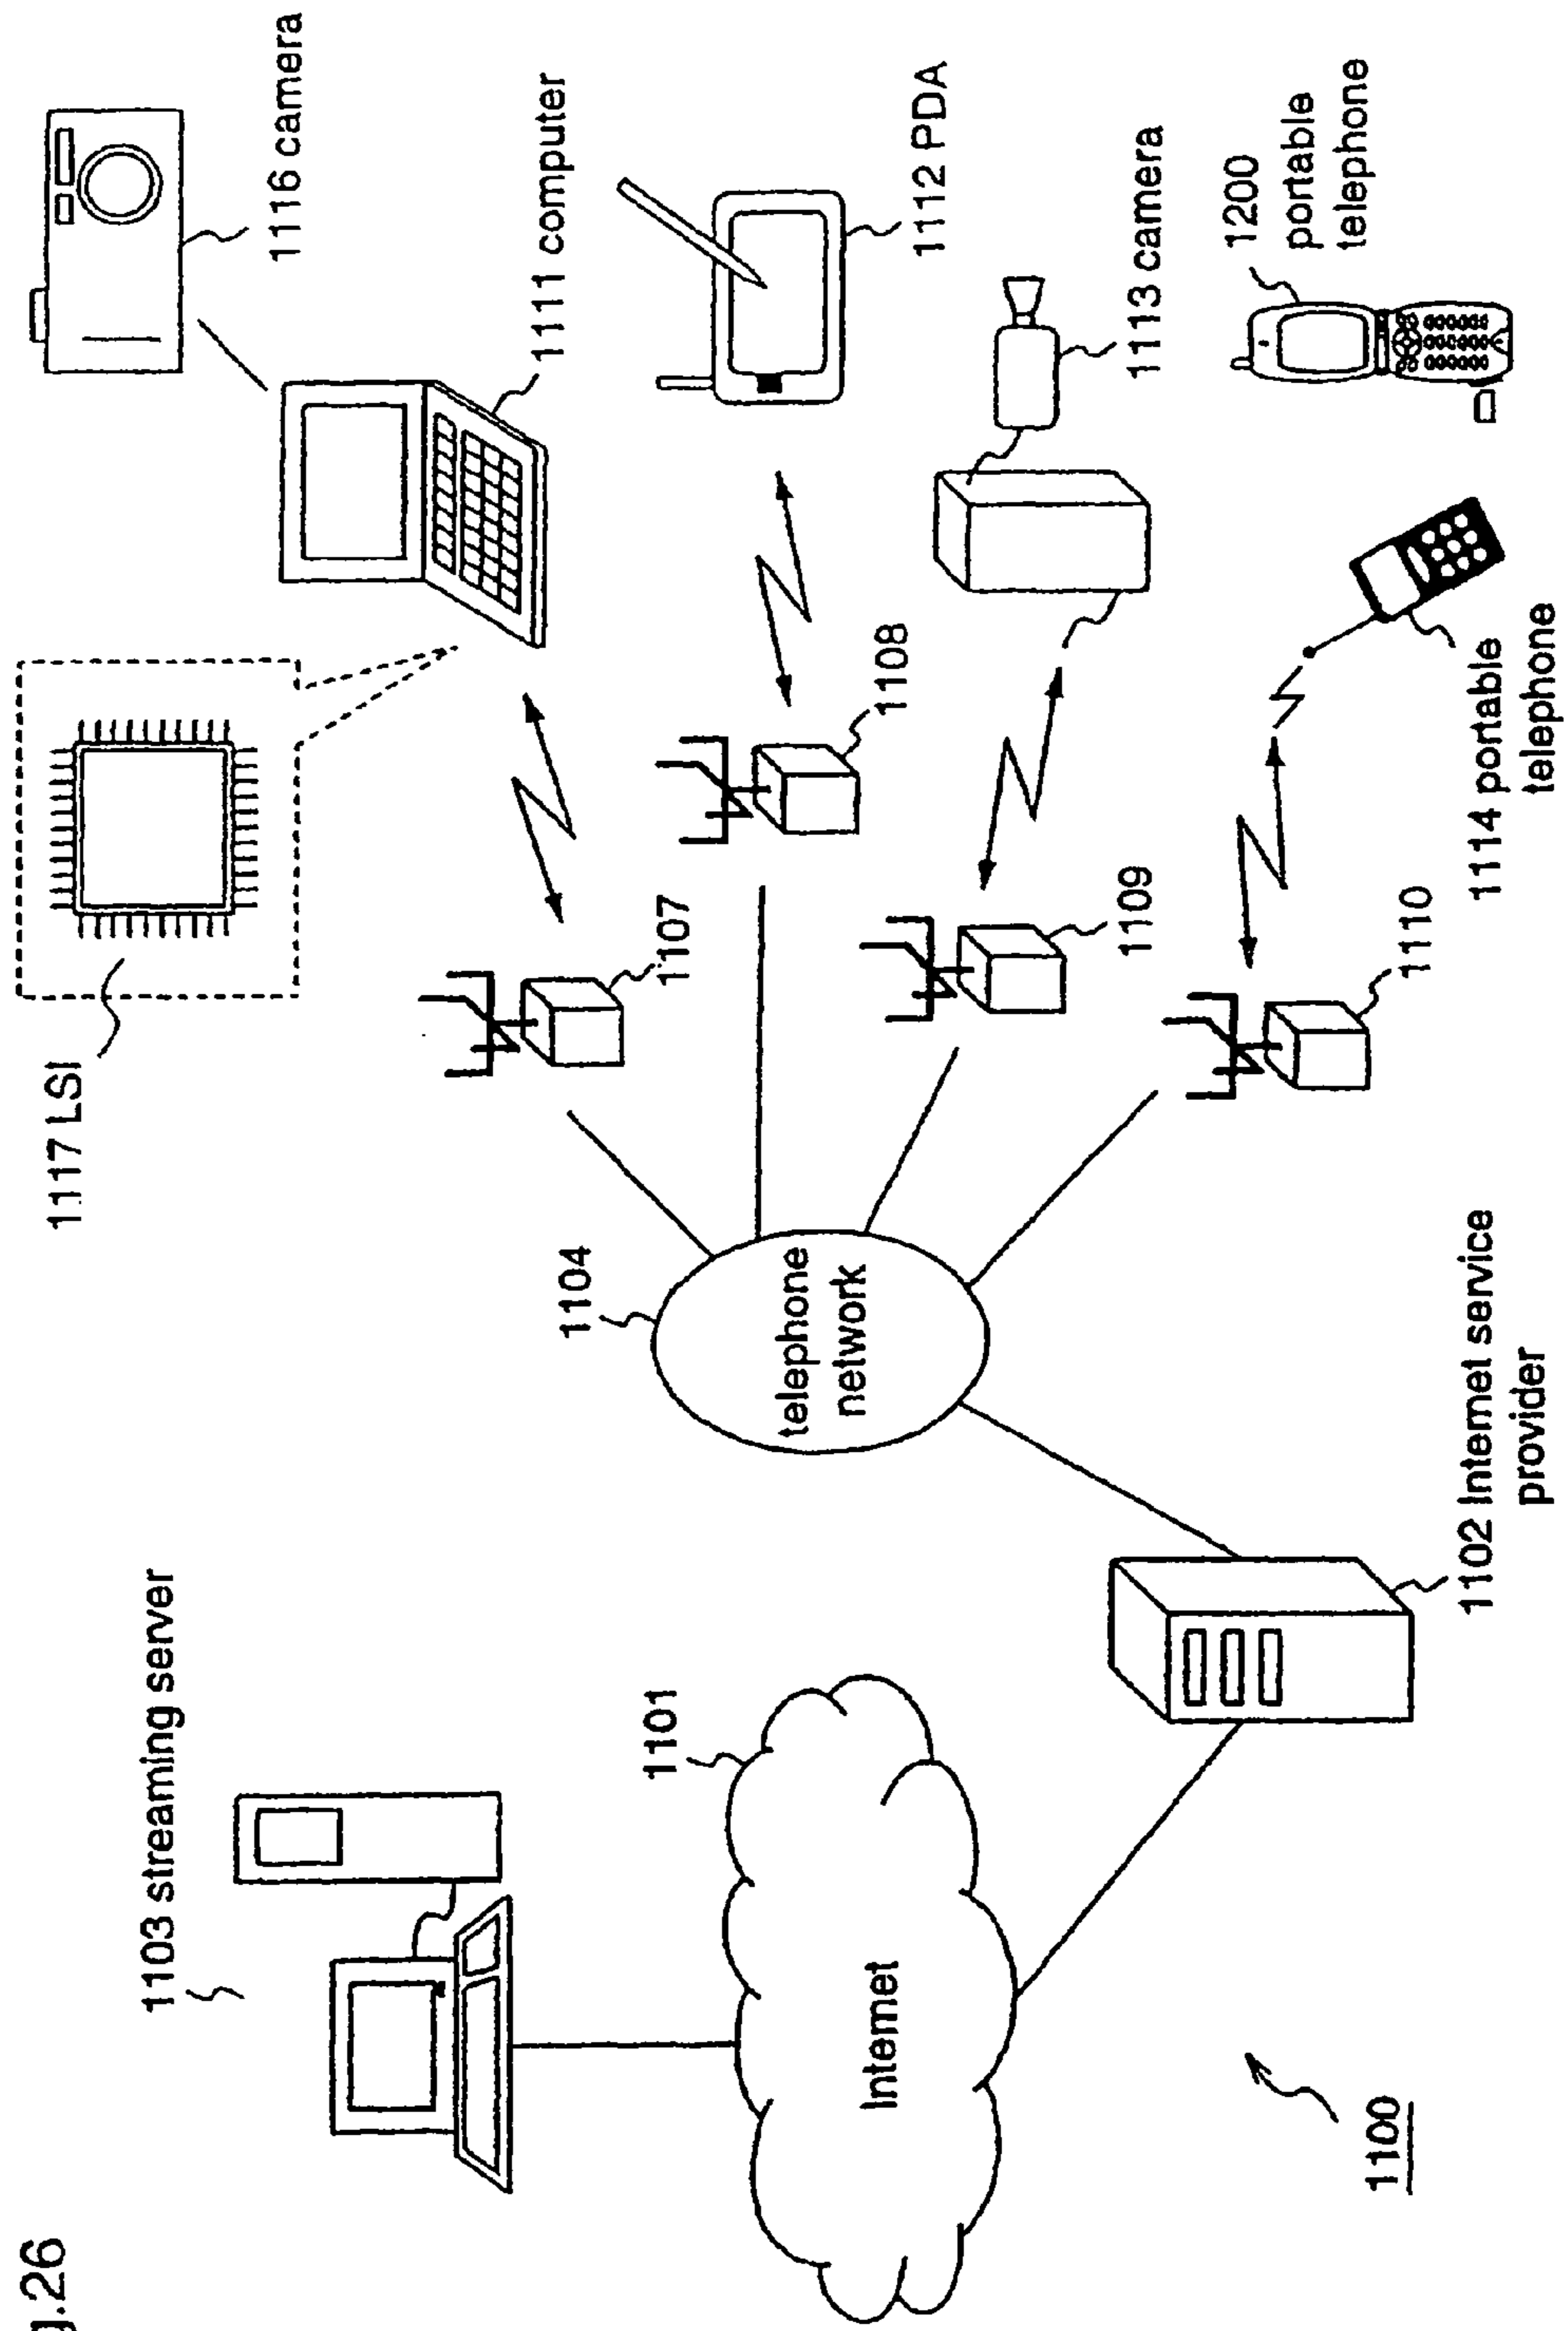 g.26
1103 streaming server
1117 LSI
1116 camera
1111 computer
1107
1108
1112 PDA
1101
1104
Internet
telephone
network
1109
1113 camera
1110
1200
portable
telephone
1100
1102 Internet service
provider
1114 portable
telephone